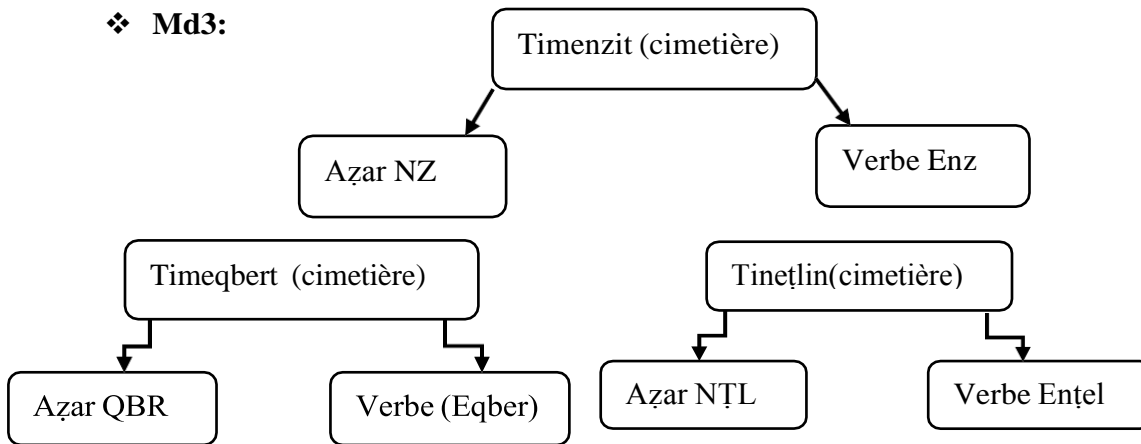 ❖ Md3:
Timenzit (cimetière)
Aẓar NZ
Verbe Enz
Timeqbert (cimetière)
Tineṭlin(cimetière)
Aẓar QBR
Verbe (Eqber)
Aẓar NṬL
Verbe Enṭel